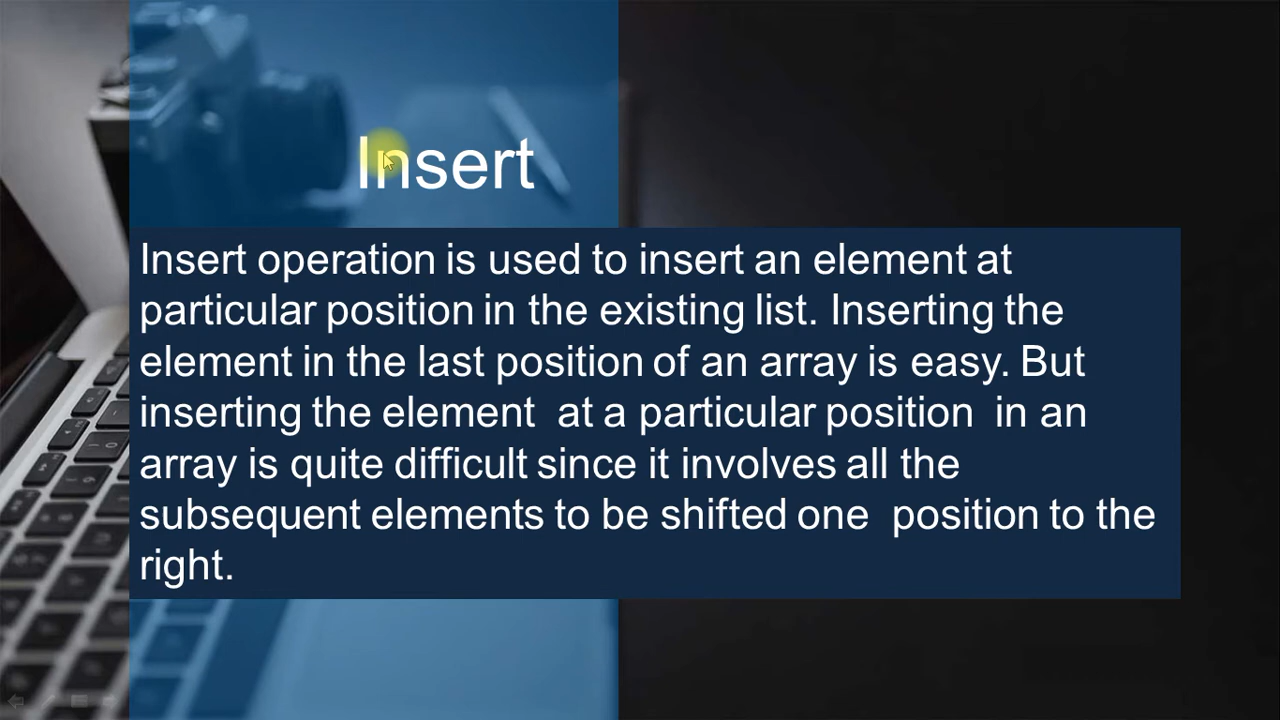 Insert
Insert operation is used to insert an element at
particular position in the existing list. Inserting the
element in the last position of an array is easy. But
inserting the element  at a particular position  in an
array is quite difficult since it involves all the
subsequent elements to be shifted one  position to the
right.